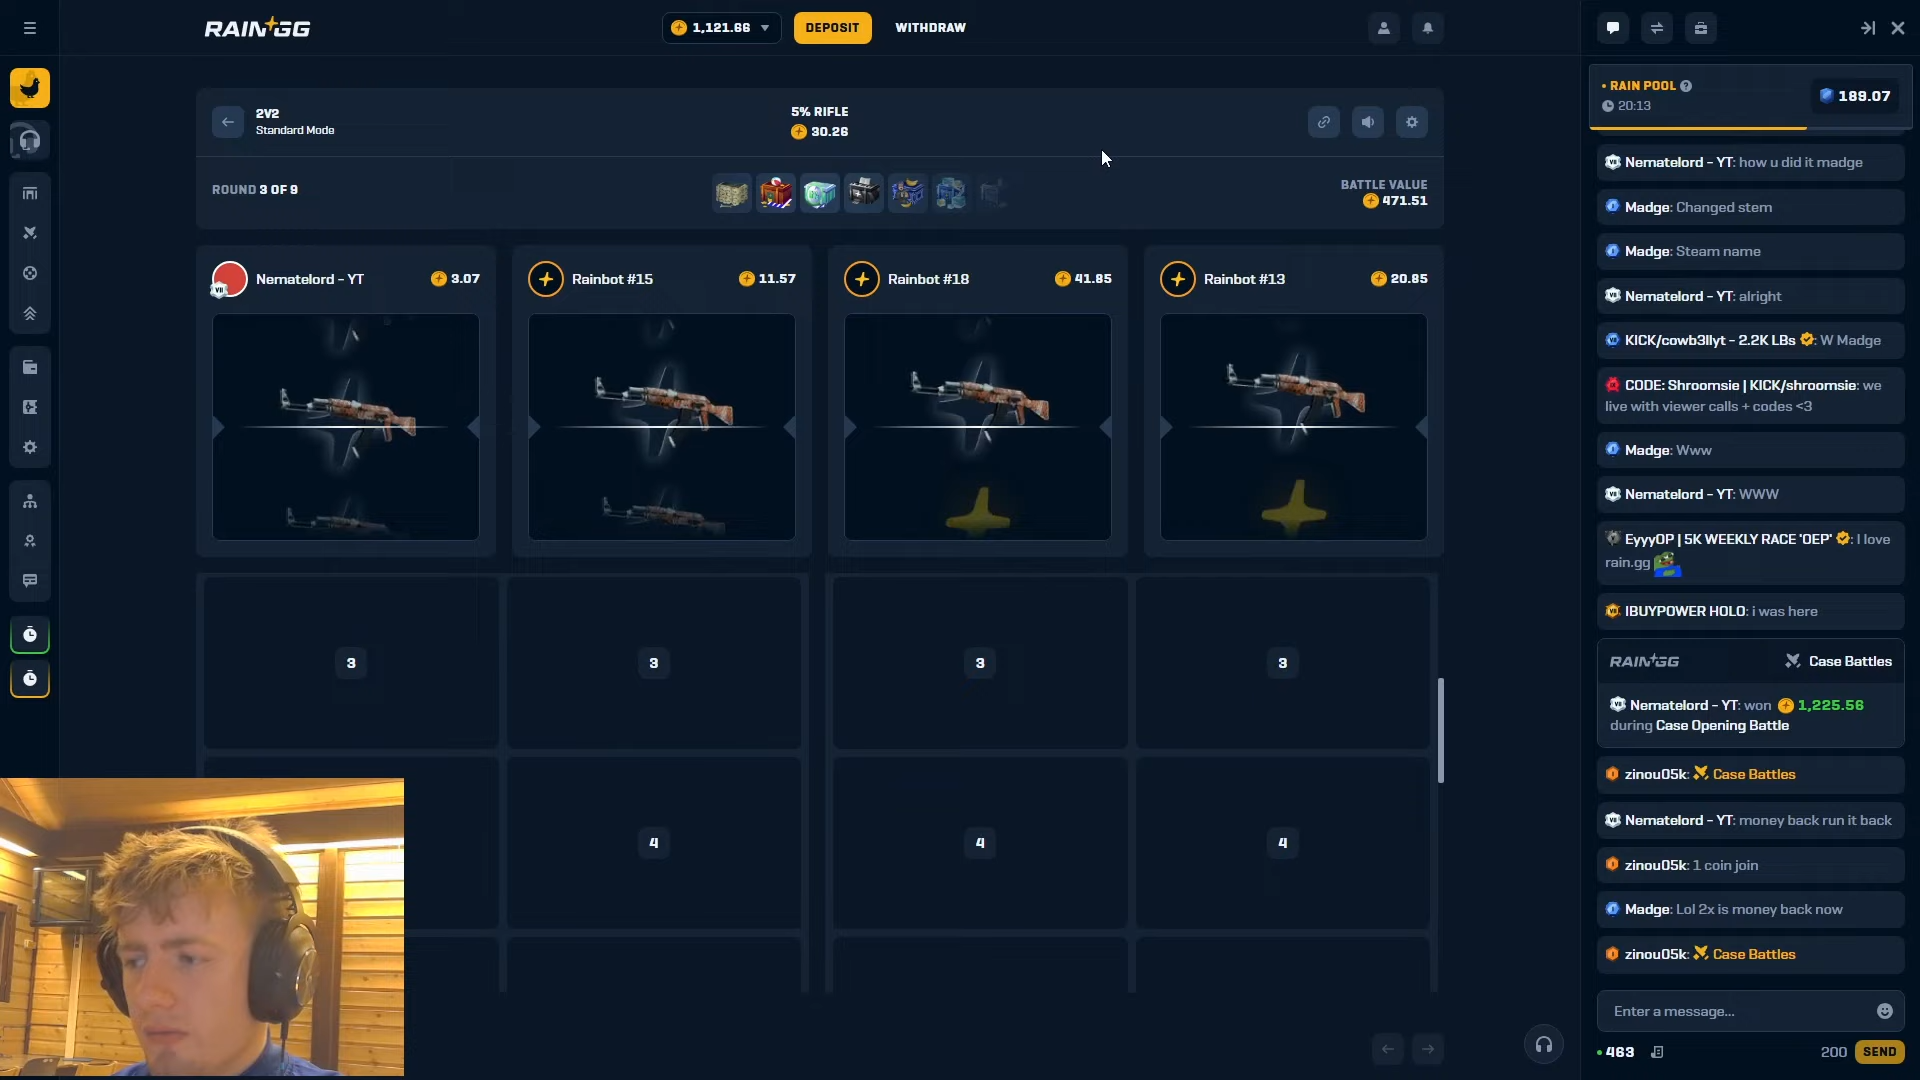 RAIN GG
1,121.66
DEPOSIT
WITHDRAW
2V2
Standard Mode
5% RIFLE
30.26
ROUND 3 OF 9
BATTLE VALUE
471.51
Nematelord - YT
3.07
Rainbot #15
11.57
Rainbot #18
41.85
Rainbot #13
20.85
3
3
3
3
4
4
4
RAIN POOL
20:13
189.07
Nematelord - YT: how u did it madge
Madge: Changed stem
Madge: Steam name
Nematelord - YT: alright
KICK/cowb3llyt - 2.2K LBs : W Madge
CODE: Shroomsie | KICK/shroomsie: we
live with viewer calls + codes <3
Madge: Www
Nematelord - YT: WWW
EyyyOP | 5K WEEKLY RACE 'OEP' : I love
rain.gg
IBUYPOWER HOLO: i was here
RAIN GG
Case Battles
Nematelord - YT: won 1,225.56
during Case Opening Battle
zinou05k: Case Battles
Nematelord - YT: money back run it back
zinou05k: 1 coin join
Madge: Lol 2x is money back now
zinou05k: Case Battles
Enter a message...
463
200
SEND